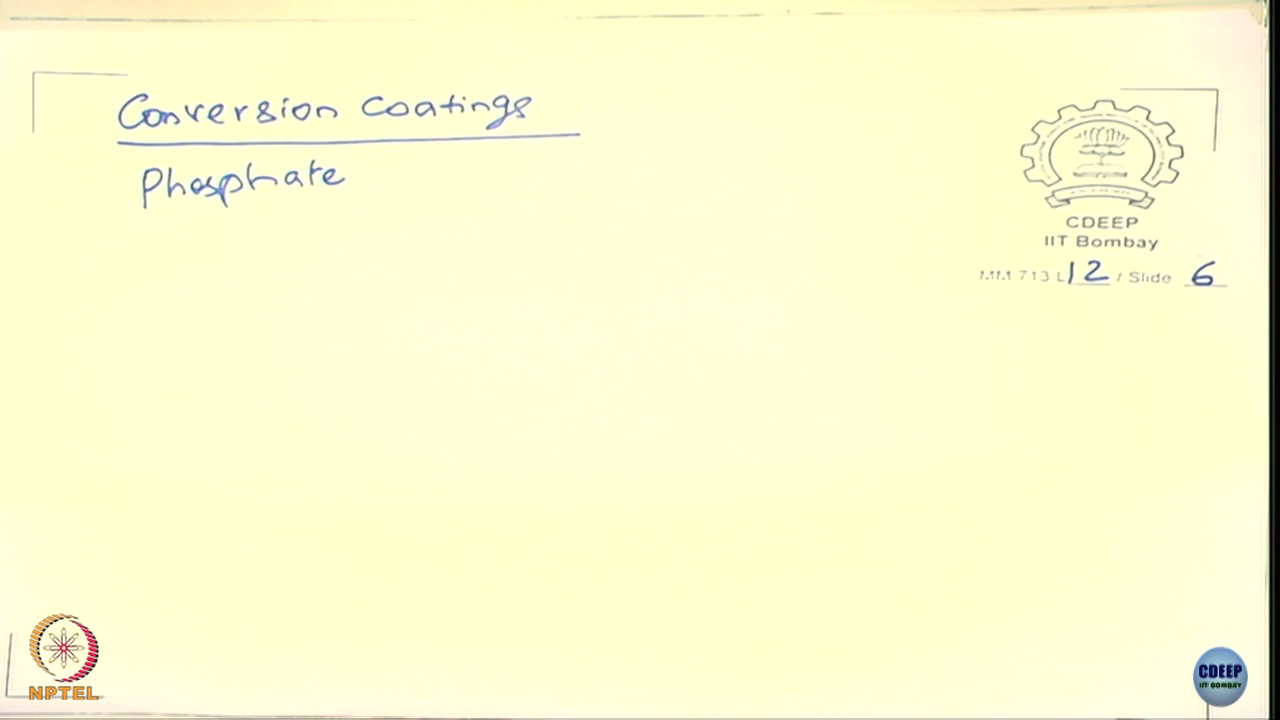 Conversion coatings
Phosphate
CDEEP
IIT Bombay
MM 713 L 12 / Slide 6
NPTEL
CDEEP
IIT BOMBAY